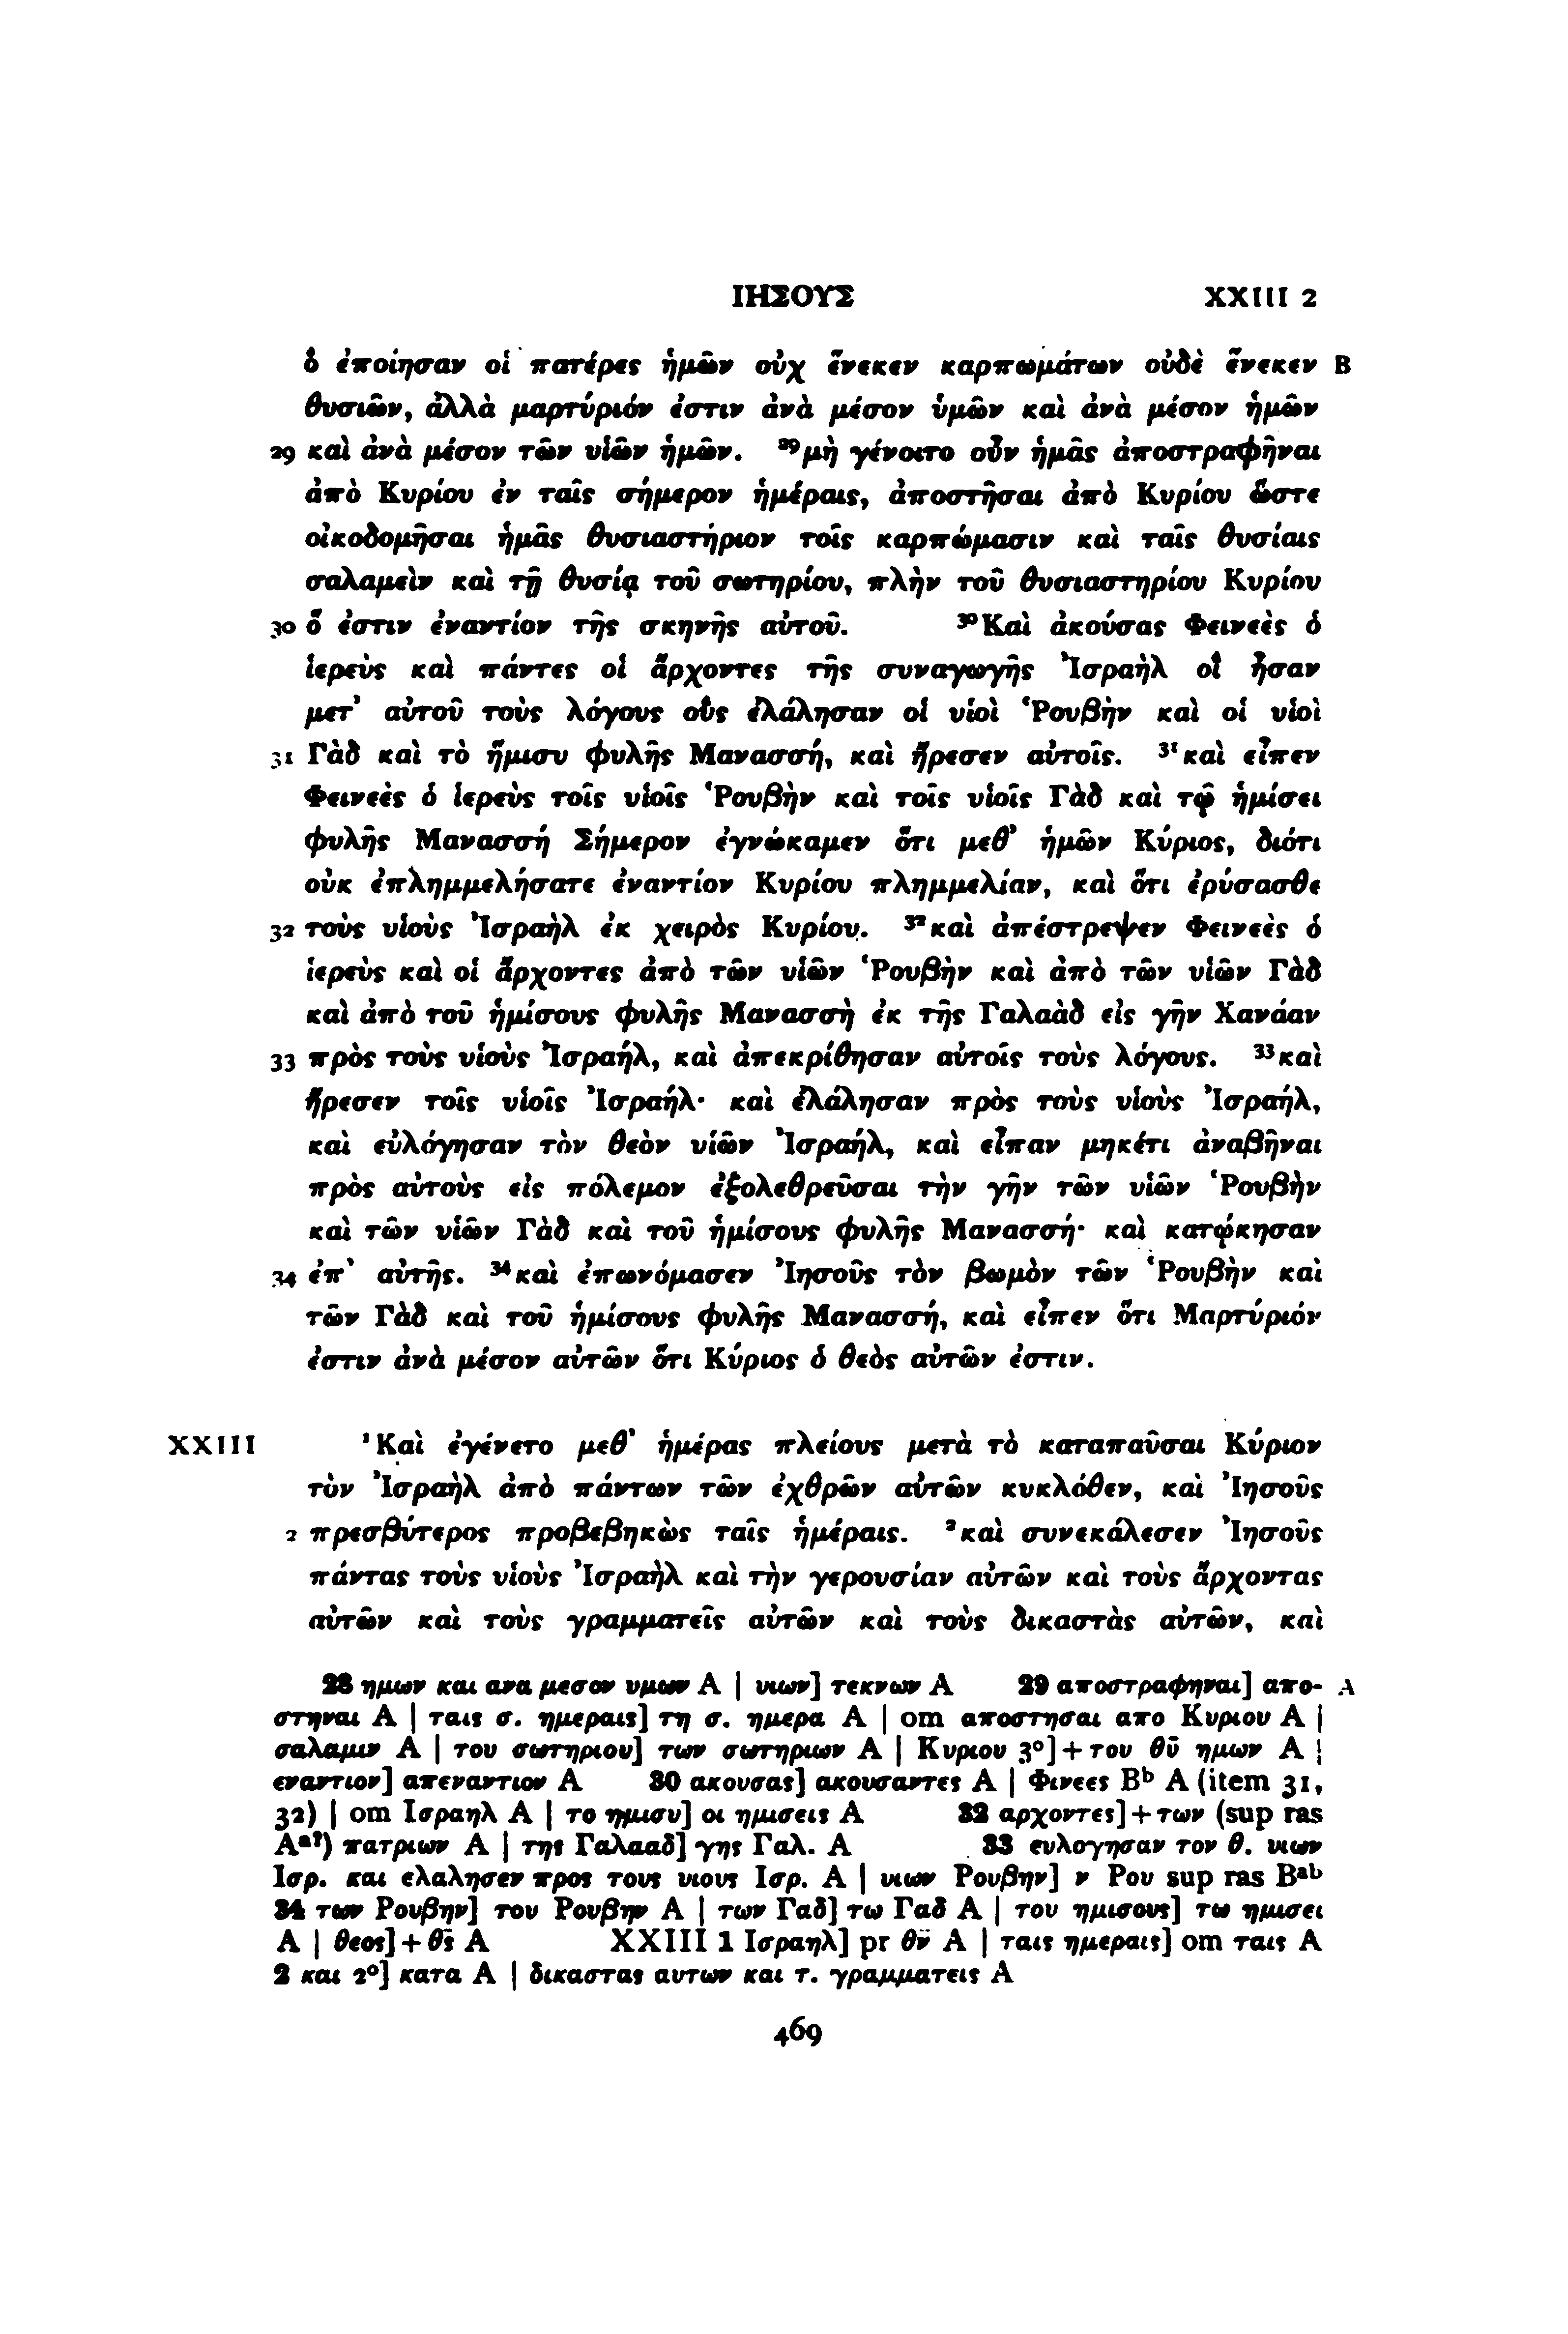 ΙΗΣΟΥΣ XXIII 2
ὃ ἐποίησαν οἱ πατέρες ἡμῶν οὐχ ἕνεκεν καρπωμάτων οὐδὲ ἕνεκεν B
θυσιῶν, ἀλλὰ μαρτύριόν ἐστιν ἀνὰ μέσον ὑμῶν καὶ ἀνὰ μέσον ἡμῶν
29 καὶ ἀνὰ μέσον τῶν υἱῶν ἡμῶν. ²⁹μὴ γένοιτο οὖν ἡμᾶς ἀποστραφῆναι
ἀπὸ Κυρίου ἐν ταῖς σήμερον ἡμέραις, ἀποστῆσαι ἀπὸ Κυρίου ὥστε
οἰκοδομῆσαι ἡμᾶς θυσιαστήριον τοῖς καρπώμασιν καὶ ταῖς θυσίαις
σαλαμεὶν καὶ τῇ θυσίᾳ τοῦ σωτηρίου, πλὴν τοῦ θυσιαστηρίου Κυρίου
30 ὅ ἐστιν ἐναντίον τῆς σκηνῆς αὐτοῦ. ³⁰Καὶ ἀκούσας Φεινεὲς ὁ
ἱερεὺς καὶ πάντες οἱ ἄρχοντες τῆς συναγωγῆς Ἰσραὴλ οἳ ἦσαν
μετ’ αὐτοῦ τοὺς λόγους οὓς ἐλάλησαν οἱ υἱοὶ Ῥουβὴν καὶ οἱ υἱοὶ
31 Γὰδ καὶ τὸ ἥμισυ φυλῆς Μανασσή, καὶ ἤρεσεν αὐτοῖς. ³¹καὶ εἶπεν
Φεινεὲς ὁ ἱερεὺς τοῖς υἱοῖς Ῥουβὴν καὶ τοῖς υἱοῖς Γὰδ καὶ τῷ ἡμίσει
φυλῆς Μανασσή Σήμερον ἐγνώκαμεν ὅτι μεθ’ ἡμῶν Κύριος, διότι
οὐκ ἐπλημμελήσατε ἐναντίον Κυρίου πλημμελίαν, καὶ ὅτι ἐρύσασθε
32 τοὺς υἱοὺς Ἰσραὴλ ἐκ χειρὸς Κυρίου. ³²καὶ ἀπέστρεψεν Φεινεὲς ὁ
ἱερεὺς καὶ οἱ ἄρχοντες ἀπὸ τῶν υἱῶν Ῥουβὴν καὶ ἀπὸ τῶν υἱῶν Γὰδ
καὶ ἀπὸ τοῦ ἡμίσους φυλῆς Μανασσὴ ἐκ τῆς Γαλαὰδ εἰς γῆν Χανάαν
33 πρὸς τοὺς υἱοὺς Ἰσραήλ, καὶ ἀπεκρίθησαν αὐτοῖς τοὺς λόγους. ³³καὶ
ἤρεσεν τοῖς υἱοῖς Ἰσραήλ· καὶ ἐλάλησαν πρὸς τοὺς υἱοὺς Ἰσραήλ,
καὶ εὐλόγησαν τὸν θεὸν υἱῶν Ἰσραήλ, καὶ εἶπαν μηκέτι ἀναβῆναι
πρὸς αὐτοὺς εἰς πόλεμον ἐξολεθρεῦσαι τὴν γῆν τῶν υἱῶν Ῥουβὴν
καὶ τῶν υἱῶν Γὰδ καὶ τοῦ ἡμίσους φυλῆς Μανασσή· καὶ κατῴκησαν
34 ἐπ’ αὐτῆς. ³⁴καὶ ἐπωνόμασεν Ἰησοῦς τὸν βωμὸν τῶν Ῥουβὴν καὶ
τῶν Γὰδ καὶ τοῦ ἡμίσους φυλῆς Μανασσή, καὶ εἶπεν ὅτι Μαρτύριόν
ἐστιν ἀνὰ μέσον αὐτῶν ὅτι Κύριος ὁ θεὸς αὐτῶν ἐστιν.
XXIII ¹Καὶ ἐγένετο μεθ’ ἡμέρας πλείους μετὰ τὸ καταπαῦσαι Κύριον
τὸν Ἰσραὴλ ἀπὸ πάντων τῶν ἐχθρῶν αὐτῶν κυκλόθεν, καὶ Ἰησοῦς
2 πρεσβύτερος προβεβηκὼς ταῖς ἡμέραις. ²καὶ συνεκάλεσεν Ἰησοῦς
πάντας τοὺς υἱοὺς Ἰσραὴλ καὶ τὴν γερουσίαν αὐτῶν καὶ τοὺς ἄρχοντας
αὐτῶν καὶ τοὺς γραμματεῖς αὐτῶν καὶ τοὺς δικαστὰς αὐτῶν, καὶ
28 ημων και ανα μεσον υμων A | υιων] τεκνων A 29 αποστραφηναι] απο- A
στηναι A | ταις σ. ημεραις] τη σ. ημερα A | om αποστησαι απο Κυριου A |
σαλαμιν A | του σωτηριου] των σωτηριων A | Κυριου 3°] + του θ̅υ̅ ημων A |
εναντιον] απεναντιον A 30 ακουσας] ακουσαντες A | Φινεες Bᵇ A (item 31,
32) | om Ισραηλ A | το ημισυ] οι ημισεις A 32 αρχοντες] + των (sup ras
Aᵃ?) πατριων A | της Γαλααδ] γης Γαλ. A 33 ευλογησαν τον θ. υιων
Ισρ. και ελαλησεν προς τους υιους Ισρ. A | υιων Ρουβην] ν Ρου sup ras Bᵃᵇ
34 των Ρουβην] του Ρουβην A | των Γαδ] τω Γαδ A | του ημισους] τω ημισει
A | θεος] + θ̅ς̅ A XXIII 1 Ισραηλ] pr θ̅ν̅ A | ταις ημεραις] om ταις A
2 και 2°] κατα A | δικαστας αυτων και τ. γραμματεις A
469